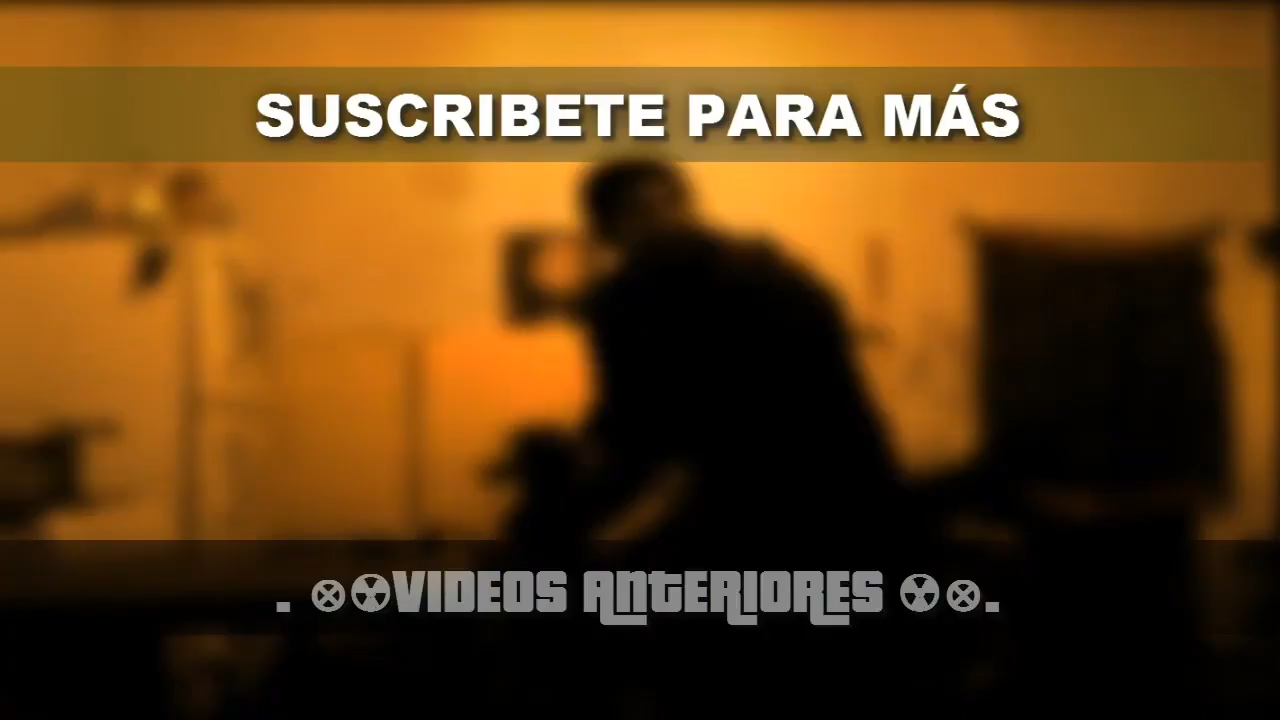 SUSCRIBETE PARA MÁS
. ⊗☢VIDEOS ANTERIORES ☢⊗.